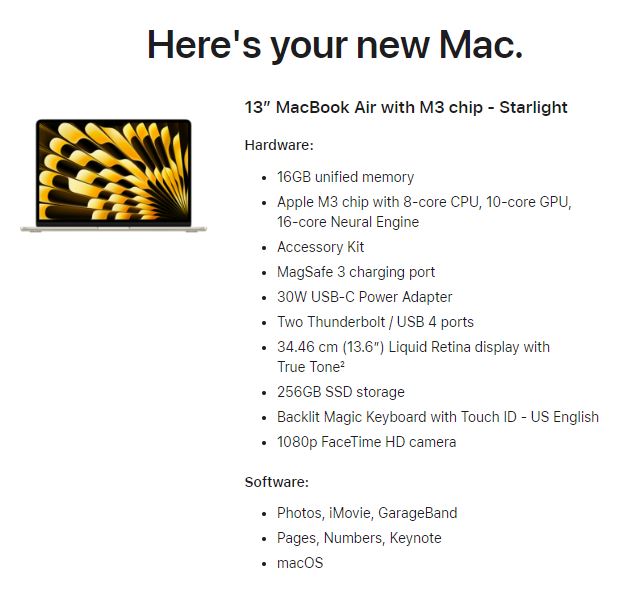 Here's your new Mac.
13” MacBook Air with M3 chip - Starlight
Hardware:
• 16GB unified memory
• Apple M3 chip with 8-core CPU, 10-core GPU,
16-core Neural Engine
• Accessory Kit
• MagSafe 3 charging port
• 30W USB-C Power Adapter
• Two Thunderbolt / USB 4 ports
• 34.46 cm (13.6”) Liquid Retina display with
True Tone²
• 256GB SSD storage
• Backlit Magic Keyboard with Touch ID - US English
• 1080p FaceTime HD camera
Software:
• Photos, iMovie, GarageBand
• Pages, Numbers, Keynote
• macOS